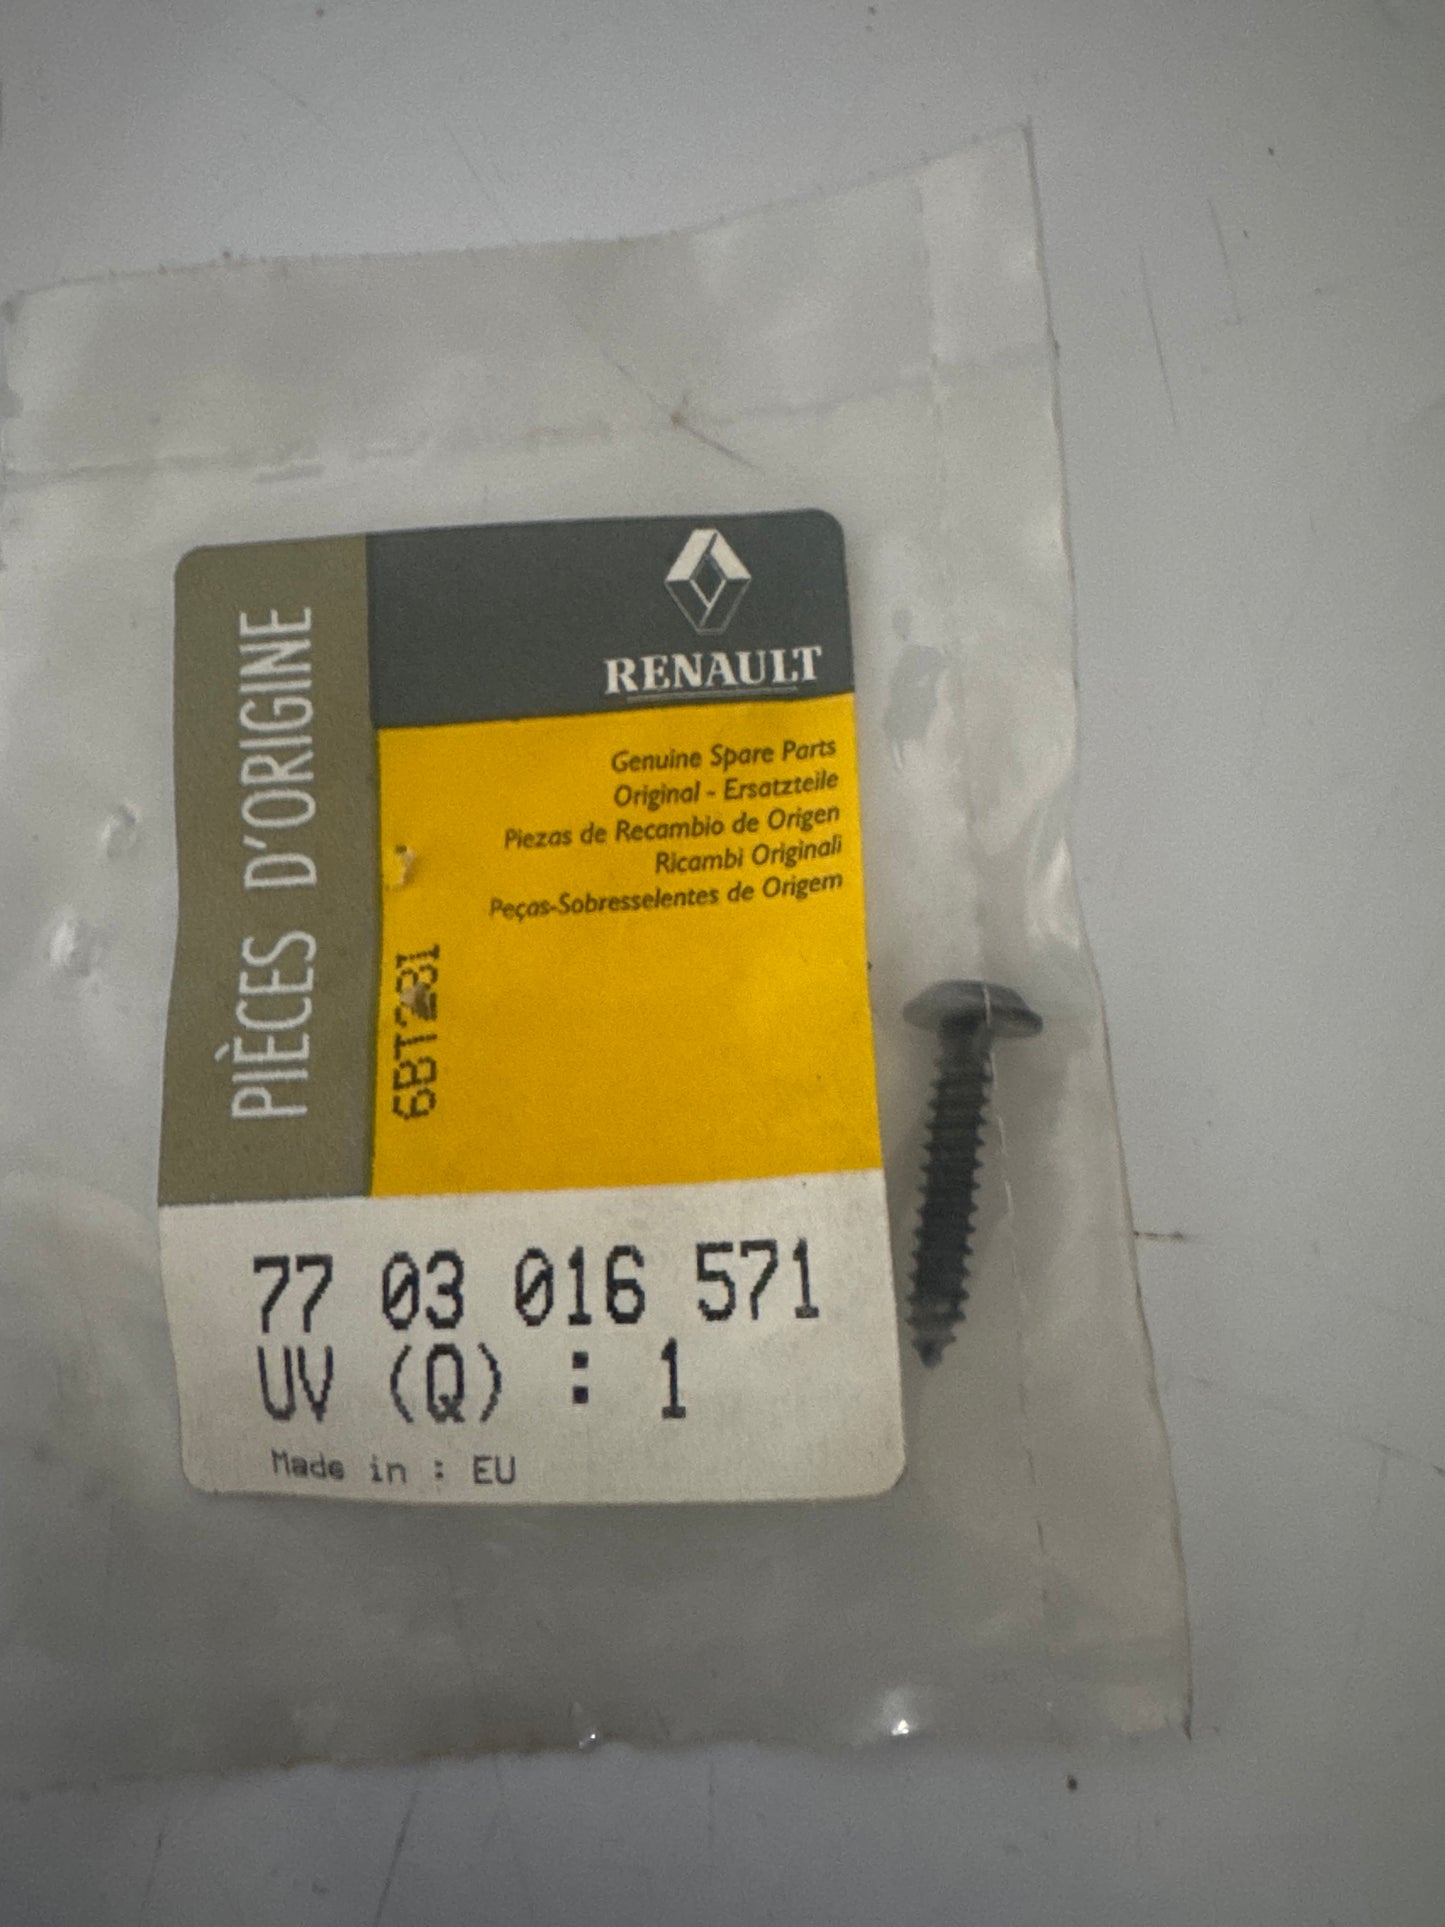 PIÈCES D'ORIGINE
RENAULT
Genuine Spare Parts
Original - Ersatzteile
Piezas de Recambio de Origen
Ricambi Originali
Peças-Sobresselentes de Origem
77 03 016 571
UV (Q) : 1
Made in : EU